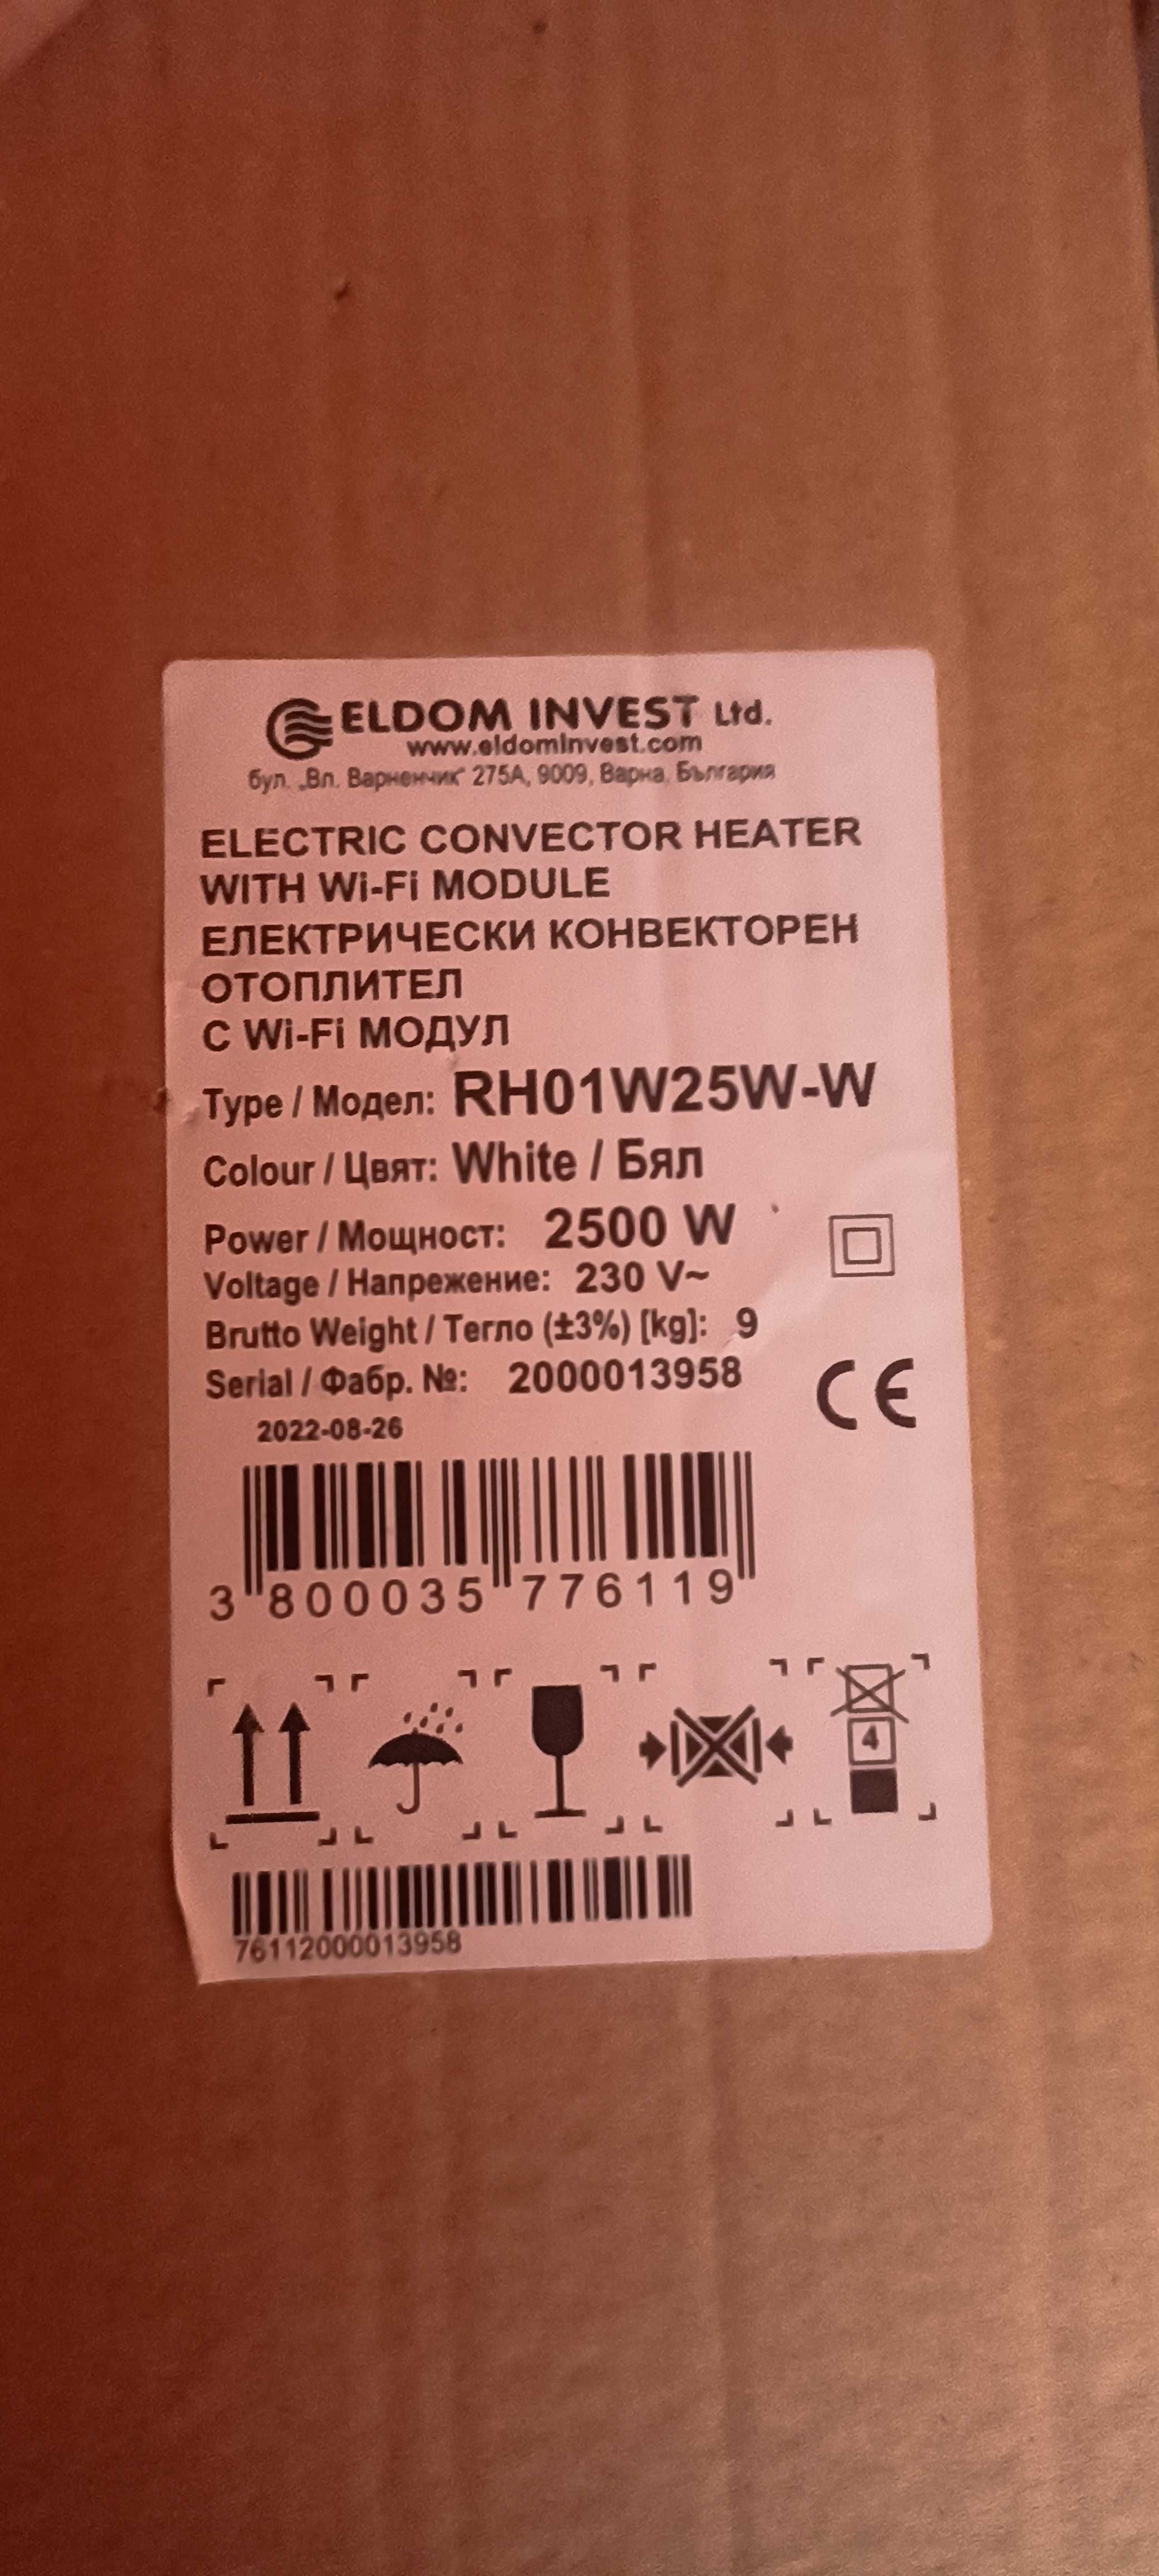 ELDOM INVEST Ltd.
www.eldominvest.com
бул. „Вл. Варненчик“ 275А, 9009, Варна, България
ELECTRIC CONVECTOR HEATER
WITH Wi-Fi MODULE
ЕЛЕКТРИЧЕСКИ КОНВЕКТОРЕН
ОТОПЛИТЕЛ
С Wi-Fi МОДУЛ
Type / Модел: RH01W25W-W
Colour / Цвят: White / Бял
Power / Мощност: 2500 W
Voltage / Напрежение: 230 V~
Brutto Weight / Тегло (±3%) [kg]: 9
Serial / Фабр. №: 2000013958
CE
2022-08-26
3 800035 776119
4
76112000013958